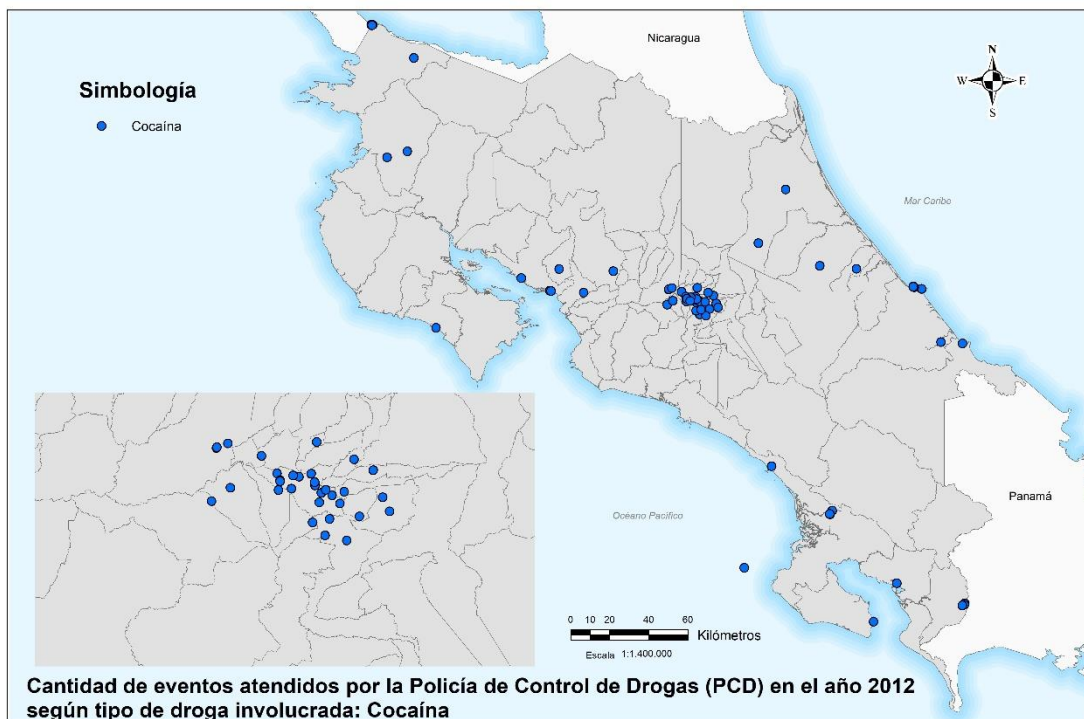 Nicaragua
N
W E
S
Simbología
Cocaína
Mar Caribe
Panamá
Océano Pacífico
0 10 20 40 60
Kilómetros
Escala 1:1.400.000
Cantidad de eventos atendidos por la Policía de Control de Drogas (PCD) en el año 2012
según tipo de droga involucrada: Cocaína